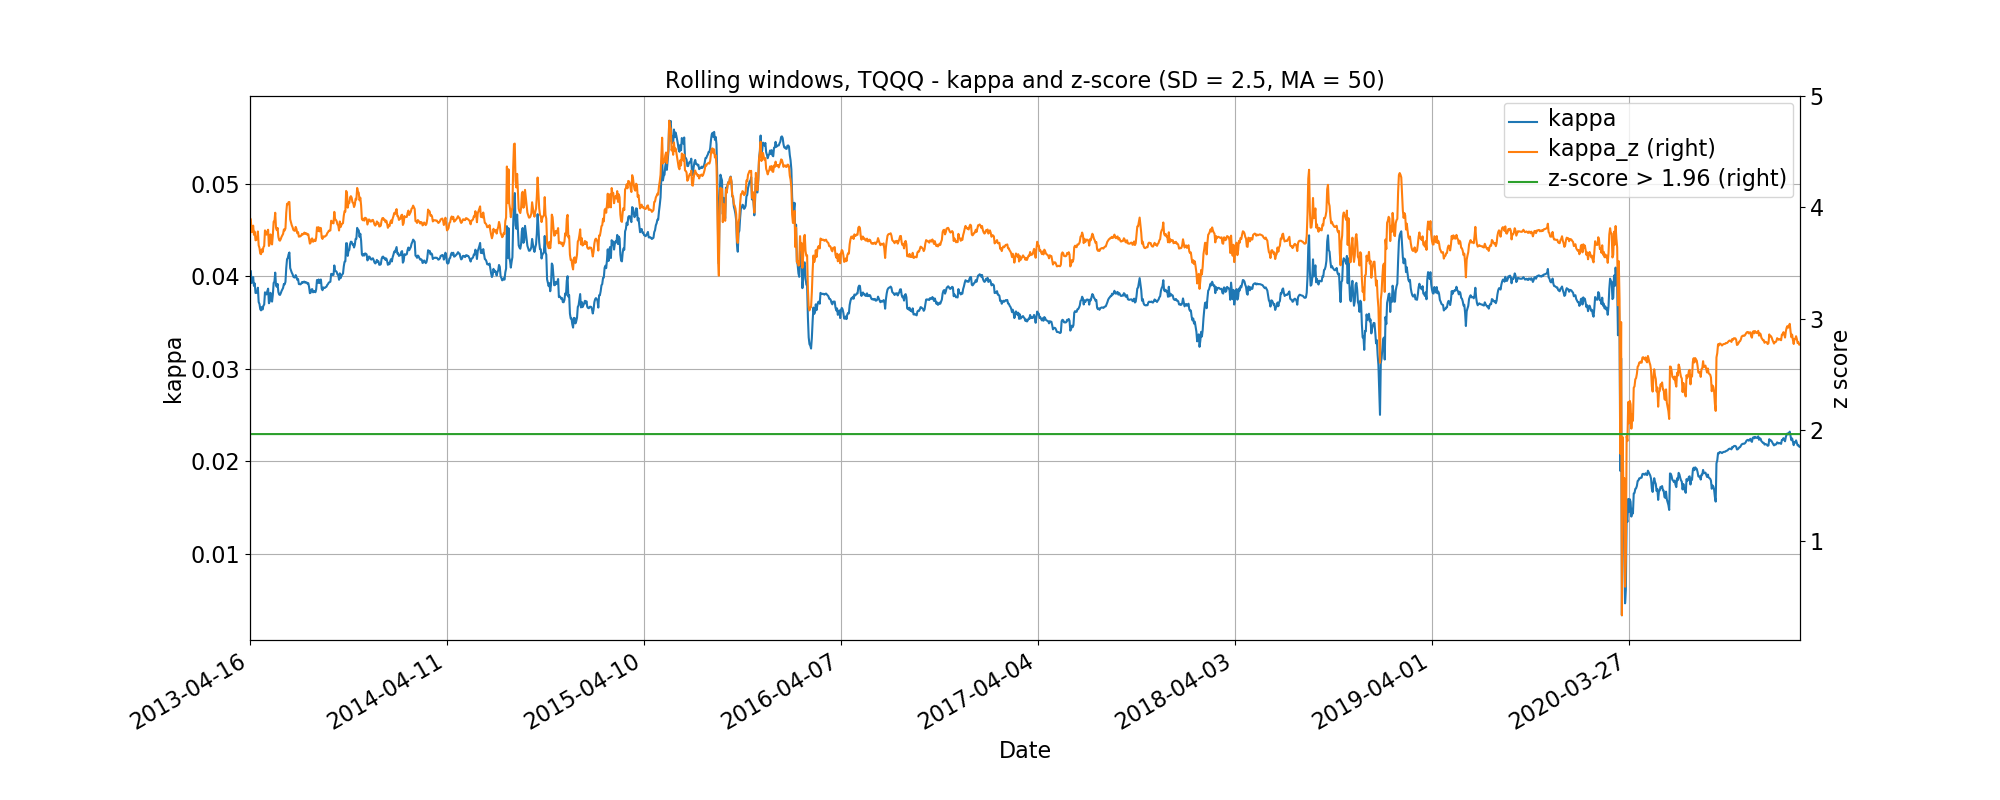 Rolling windows, TQQQ - kappa and z-score (SD = 2.5, MA = 50)
kappa
kappa_z (right)
z-score > 1.96 (right)
kappa
0.05
0.04
0.03
0.02
0.01
5
4
3
2
1
z score
2013-04-16
2014-04-11
2015-04-10
2016-04-07
2017-04-04
2018-04-03
2019-04-01
2020-03-27
Date